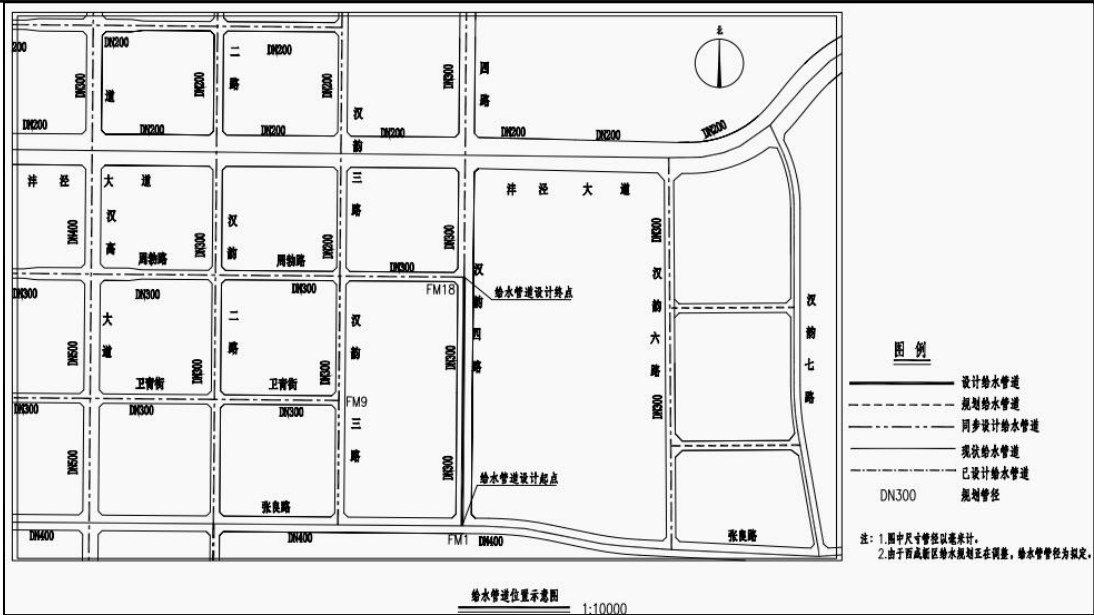 北
DN200
DN200
DN200
DN200
DN300
DN200
DN200
DN300
道
二
路
四
路
汉
韵
三
路
DN200
DN200
DN200
DN200
DN200
DN200
DN200
沣 泾 大 道
沣 泾 大 道
汉
高
大
道
汉
韵
二
路
DN400
DN300
DN200
DN300
DN300
周勃路
周勃路
DN300
DN300
DN300
DN300
FM18
给水管道设计终点
汉
韵
四
路
汉
韵
六
路
汉
韵
七
路
汉
韵
三
路
DN500
DN300
DN300
DN300
DN300
卫青街
卫青街
DN300
DN300
DN300
FM9
DN500
DN300
给水管道设计起点
张良路
张良路
DN400
DN400
FM1
DN400
图 例
设计给水管道
规划给水管道
同步设计给水管道
现状给水管道
已设计给水管道
DN300 规划管径
注：1.图中尺寸管径以毫米计。
2.由于西咸新区给水规划正在调整，给水管管径为拟定。
给水管道位置示意图 1:10000